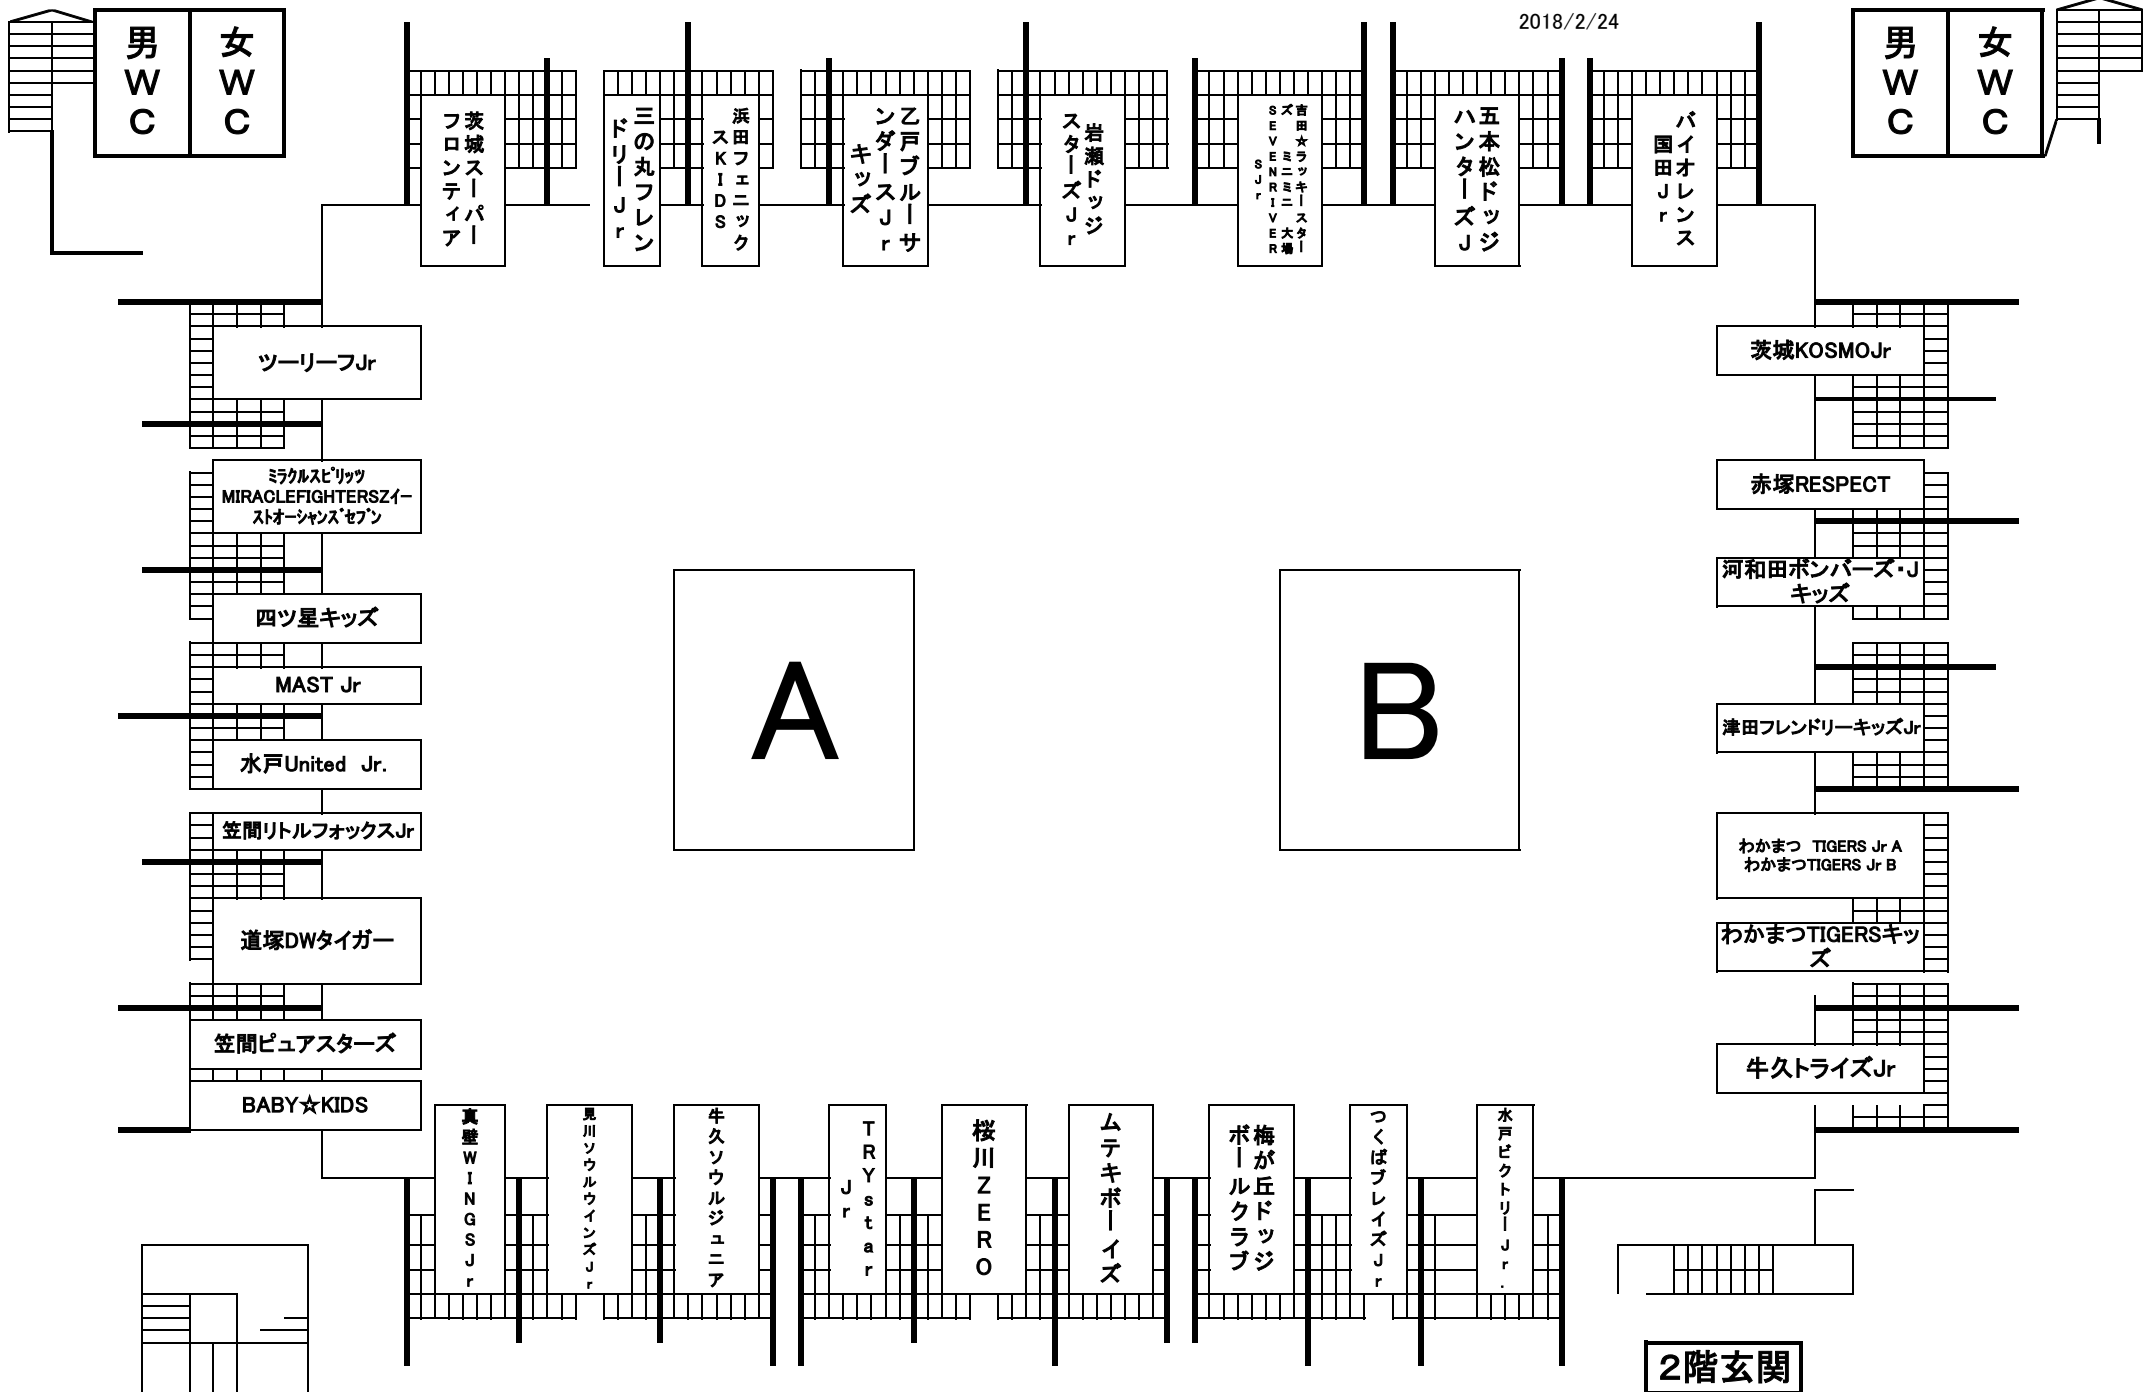 2018/2/24
男WC
女WC
男WC
女WC
茨城スーパー
フロンティア
三の丸フレン
ドリーJr
浜田フェニック
スKIDS
乙戸ブルーサ
ンダースJr
キッズ
岩瀬ドッジ
スターズJr
吉田☆ラッキースター
ズ ミニミニ 大場
SEVENRIVER
SJr
五本松ドッジ
ハンターズJ
バイオレンス
国田Jr
ツーリーフJr
ミラクルスピリッツ
MIRACLEFIGHTERSZイー
ストオーシャンズセブン
四ツ星キッズ
MAST Jr
水戸United Jr.
笠間リトルフォックスJr
道塚DWタイガー
笠間ピュアスターズ
BABY☆KIDS
A
B
茨城KOSMOJr
赤塚RESPECT
河和田ボンバーズ・J
キッズ
津田フレンドリーキッズJr
わかまつ TIGERS Jr A
わかまつTIGERS Jr B
わかまつTIGERSキッ
ズ
牛久トライズJr
真壁WINGSJr
見川ソウルウインズJr
牛久ソウルジュニア
TRYstar
Jr
桜川ZERO
ムテキボーイズ
梅が丘ドッジ
ボールクラブ
つくばブレイズJr
水戸ビクトリーJr.
2階玄関